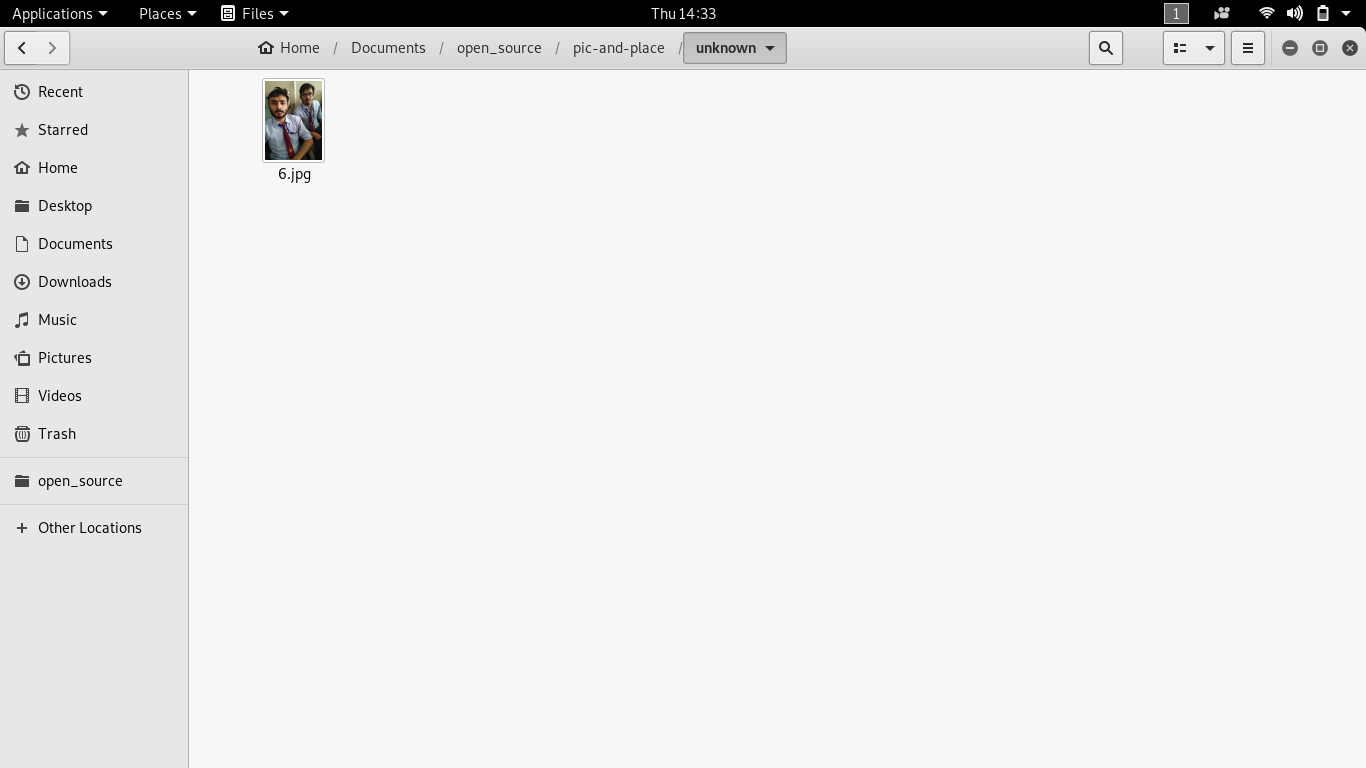 Applications Places Files Thu 14:33 1
Home / Documents / open_source / pic-and-place / unknown
Recent
Starred
Home
Desktop
Documents
Downloads
Music
Pictures
Videos
Trash
open_source
Other Locations
6.jpg